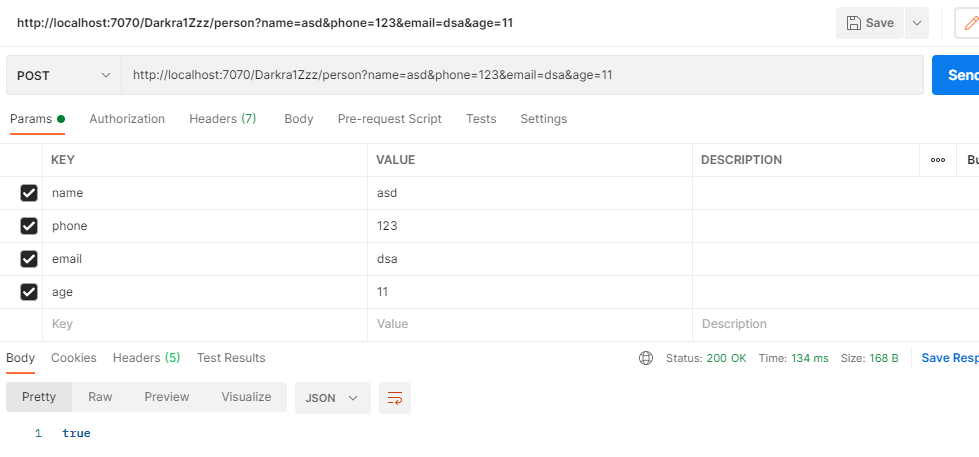 http://localhost:7070/Darkra1Zzz/person?name=asd&phone=123&email=dsa&age=11 Save
POST http://localhost:7070/Darkra1Zzz/person?name=asd&phone=123&email=dsa&age=11 Send
Params Authorization Headers (7) Body Pre-request Script Tests Settings
KEY VALUE DESCRIPTION ooo Bu
name asd
phone 123
email dsa
age 11
Key Value Description
Body Cookies Headers (5) Test Results Status: 200 OK Time: 134 ms Size: 168 B Save Resp
Pretty Raw Preview Visualize JSON
1 true